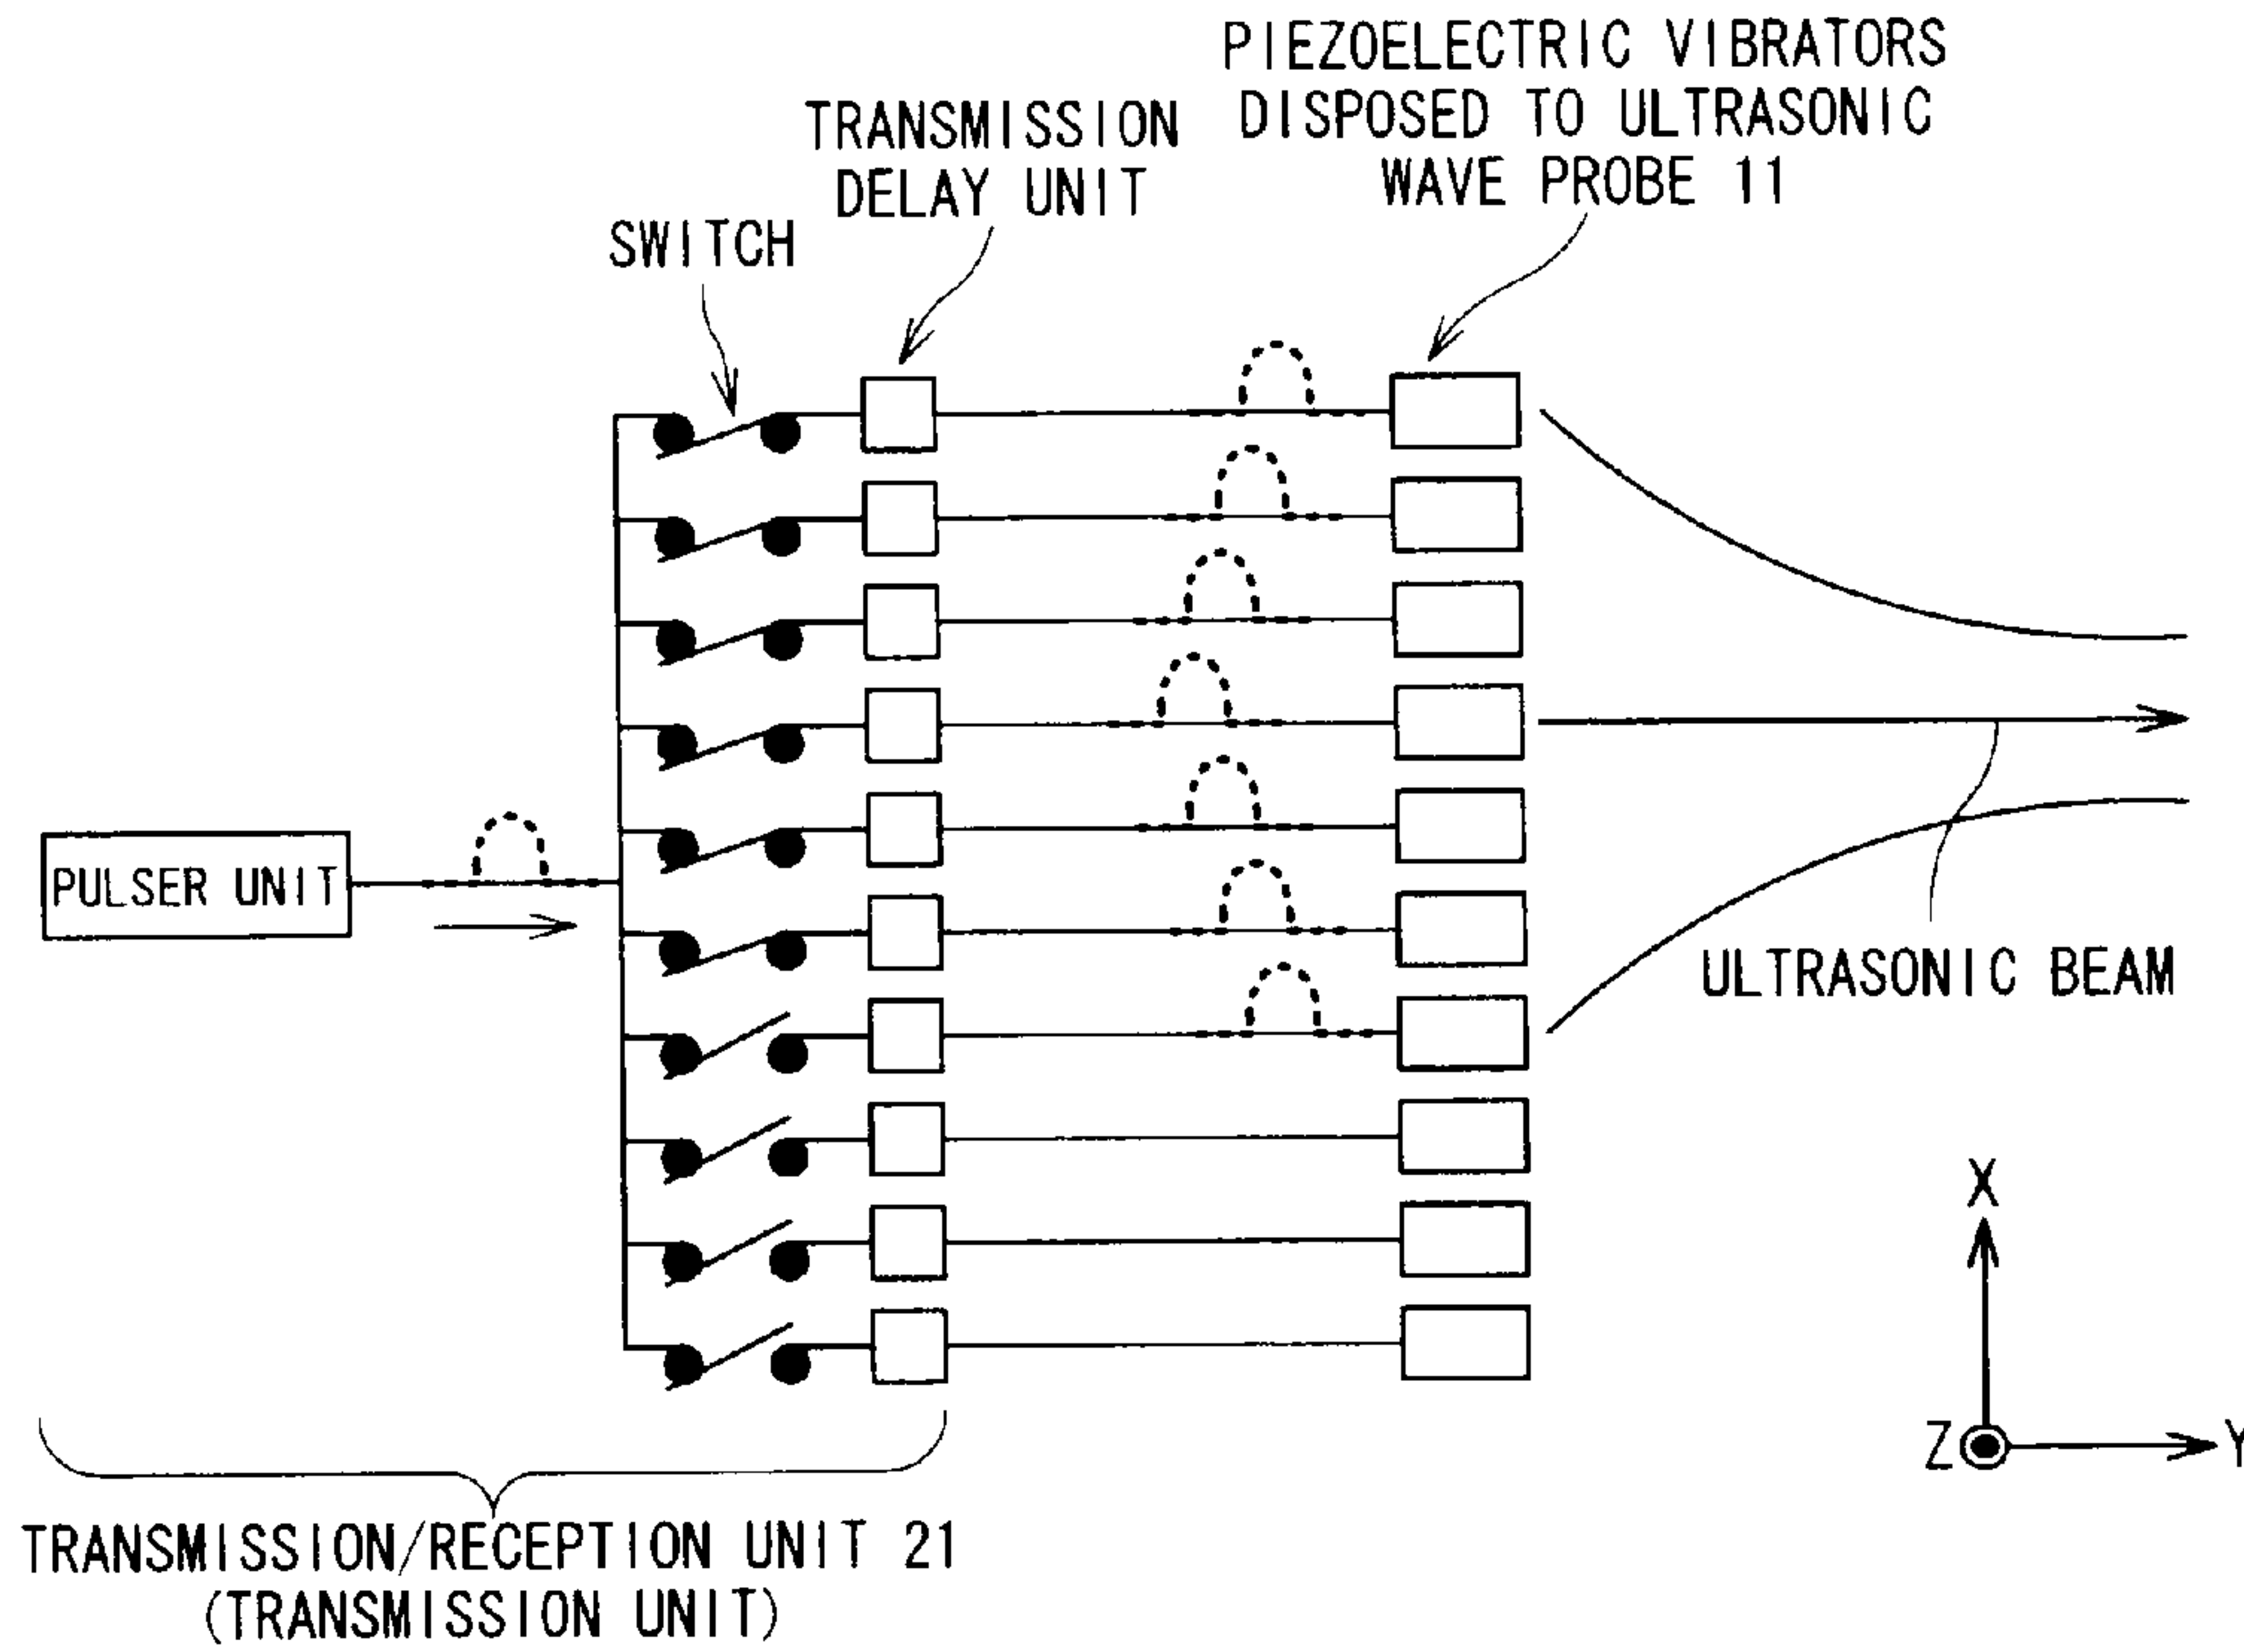 PIEZOELECTRIC VIBRATORS
DISPOSED TO ULTRASONIC
WAVE PROBE 11
TRANSMISSION
DELAY UNIT
SWITCH
PULSER UNIT
ULTRASONIC BEAM
X
Z
Y
TRANSMISSION/RECEPTION UNIT 21
(TRANSMISSION UNIT)